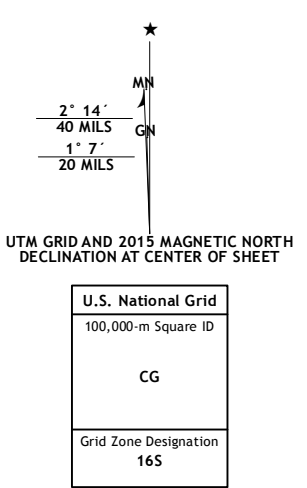 ★
MN
2° 14´
40 MILS
GN
1° 7´
20 MILS
UTM GRID AND 2015 MAGNETIC NORTH
DECLINATION AT CENTER OF SHEET
U.S. National Grid
100,000-m Square ID
CG
Grid Zone Designation
16S